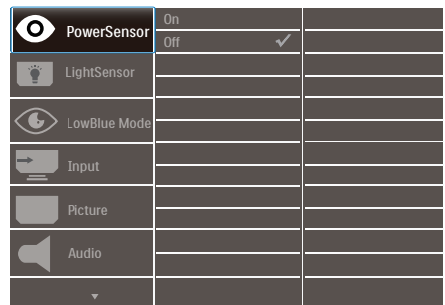 PowerSensor
On
Off
LightSensor
LowBlue Mode
Input
Picture
Audio